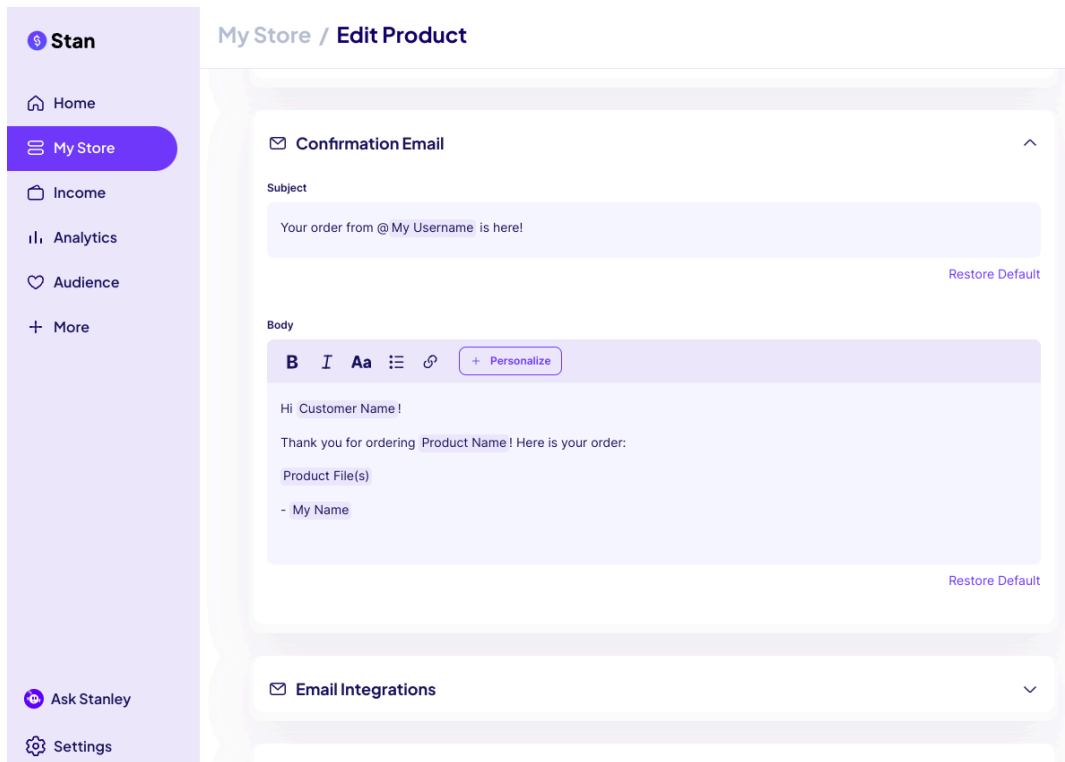 Stan
My Store / Edit Product
Home
My Store
Income
Analytics
Audience
More
Ask Stanley
Settings
Confirmation Email
Subject
Your order from @My Username is here!
Restore Default
Body
B I Aa + Personalize
Hi Customer Name!
Thank you for ordering Product Name! Here is your order:
Product File(s)
- My Name
Restore Default
Email Integrations